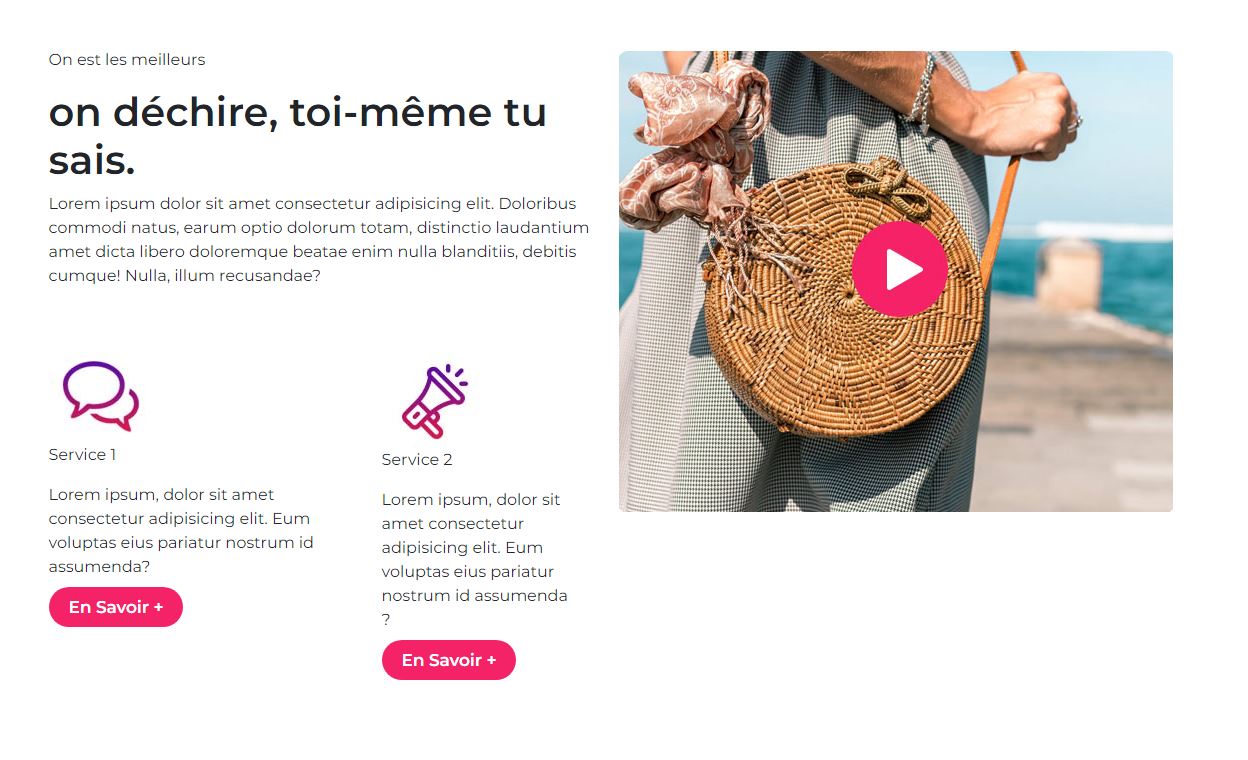 On est les meilleurs
on déchire, toi-même tu
sais.
Lorem ipsum dolor sit amet consectetur adipisicing elit. Doloribus
commodi natus, earum optio dolorum totam, distinctio laudantium
amet dicta libero doloremque beatae enim nulla blanditiis, debitis
cumque! Nulla, illum recusandae?
Service 1
Lorem ipsum, dolor sit amet
consectetur adipisicing elit. Eum
voluptas eius pariatur nostrum id
assumenda?
En Savoir +
Service 2
Lorem ipsum, dolor sit
amet consectetur
adipisicing elit. Eum
voluptas eius pariatur
nostrum id assumenda
?
En Savoir +